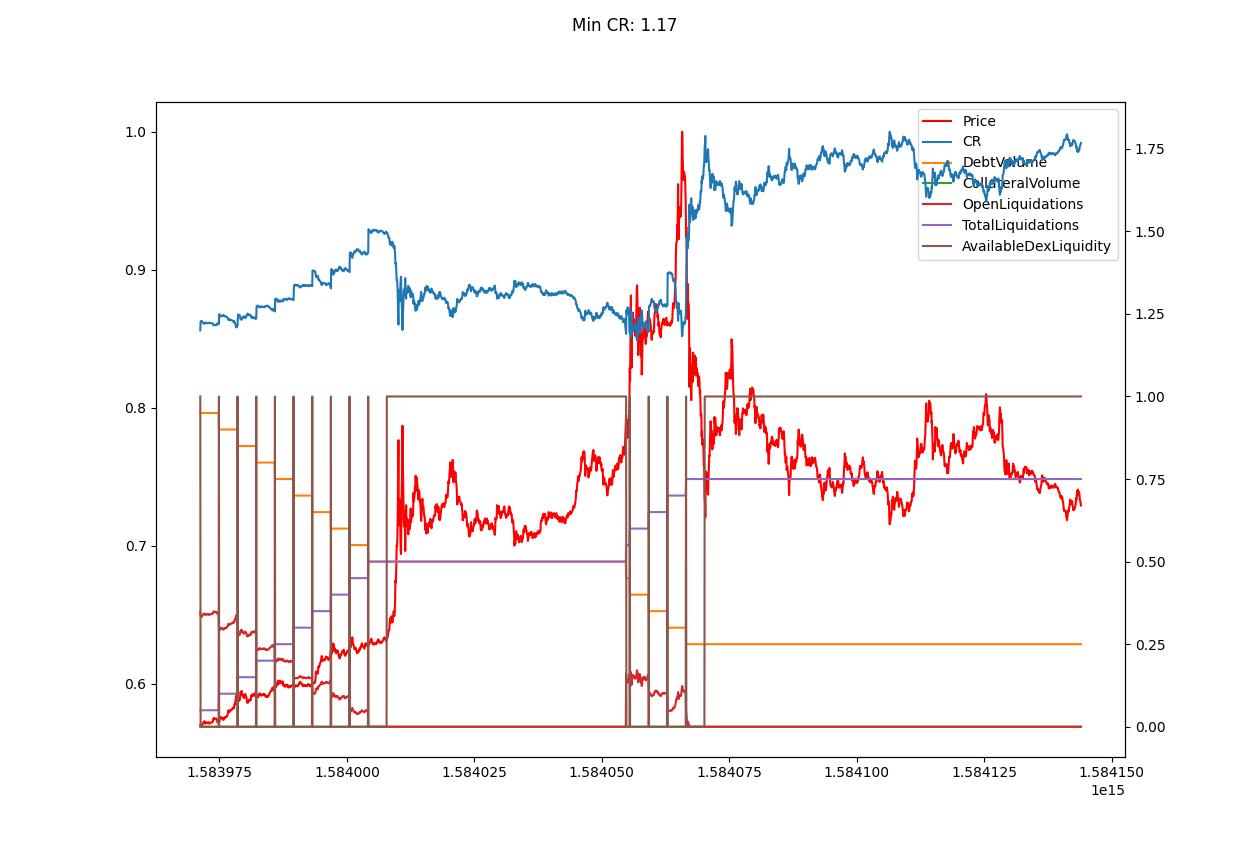 Min CR: 1.17
1.0
0.9
0.8
0.7
0.6
1.75
1.50
1.25
1.00
0.75
0.50
0.25
0.00
Price
CR
DebtVolume
CollateralVolume
OpenLiquidations
TotalLiquidations
AvailableDexLiquidity
1.583975 1.584000 1.584025 1.584050 1.584075 1.584100 1.584125 1.584150
1e15